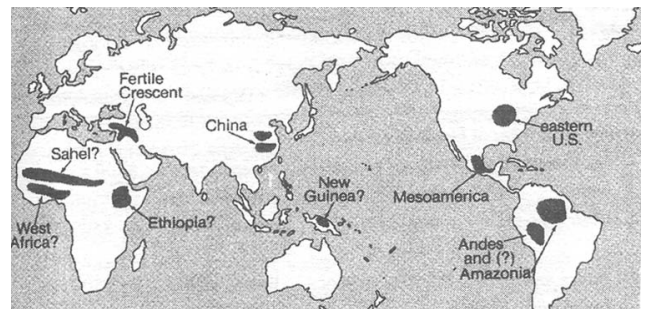 Fertile
Crescent
China
Sahel?
West
Africa?
Ethiopia?
New
Guinea?
eastern
U.S.
Mesoamerica
Andes
and (?)
Amazonia